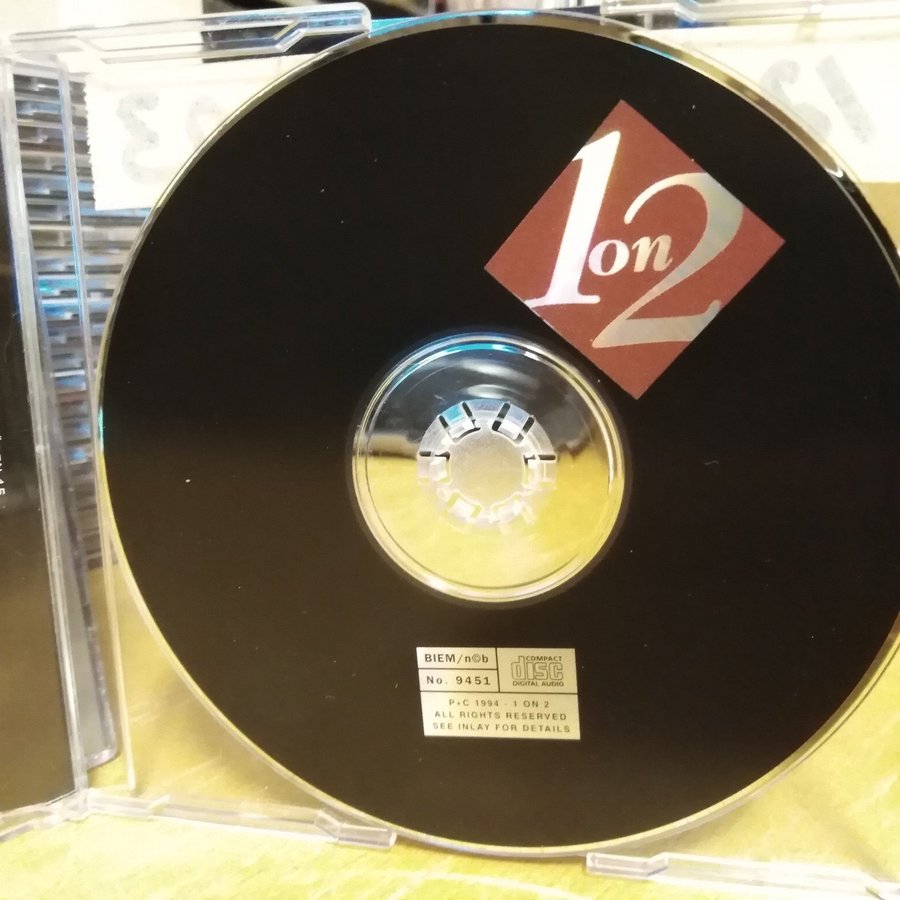 1 on 2
BIEM/n©b
No. 9451
COMPACT
disc
DIGITAL AUDIO
P+C 1994 - 1 ON 2
ALL RIGHTS RESERVED
SEE INLAY FOR DETAILS